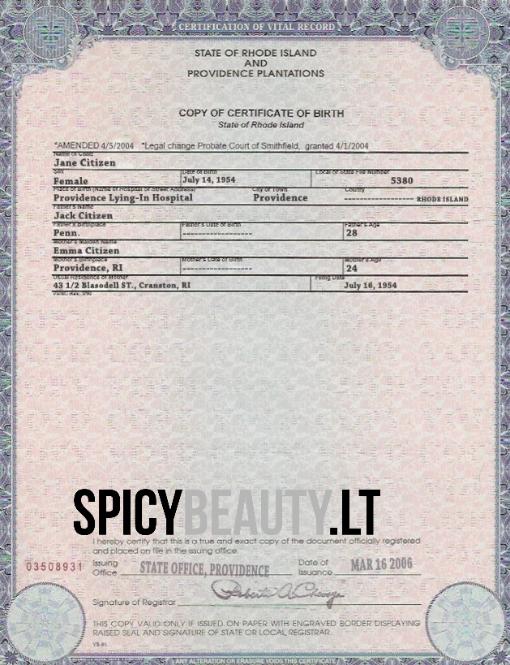 CERTIFICATION OF VITAL RECORD
STATE OF RHODE ISLAND
AND
PROVIDENCE PLANTATIONS
COPY OF CERTIFICATE OF BIRTH
State of Rhode Island
*AMENDED 4/5/2004 *Legal change Probate Court of Smithfield, granted 4/1/2004
Name of Child
Jane Citizen
Sex Date of Birth Local or State File Number
Female July 14, 1954 5380
Place of Birth (Name of Hospital or Street Address) City or Town County
Providence Lying-In Hospital Providence ---------------- RHODE ISLAND
Father's Name
Jack Citizen
Father's Birthplace Father's Date of Birth Father's Age
Penn. ---------------- 28
Mother's Maiden Name
Emma Citizen
Mother's Birthplace Mother's Date of Birth Mother's Age
Providence, RI ---------------- 24
Usual Residence of Mother Filing Date
43 1/2 Blasodell ST., Cranston, RI July 16, 1954
SPICYBEAUTY.LT
I hereby certify that this is a true and exact copy of the document officially registered
and placed on file in the issuing office.
03508931
Issuing Office STATE OFFICE, PROVIDENCE Date of Issuance MAR 16 2006
Signature of Registrar
THIS COPY VALID ONLY IF ISSUED ON PAPER WITH ENGRAVED BORDER DISPLAYING
RAISED SEAL AND SIGNATURE OF STATE OR LOCAL REGISTRAR.
ANY ALTERATION OR ERASURE VOIDS THIS CERTIFICATE